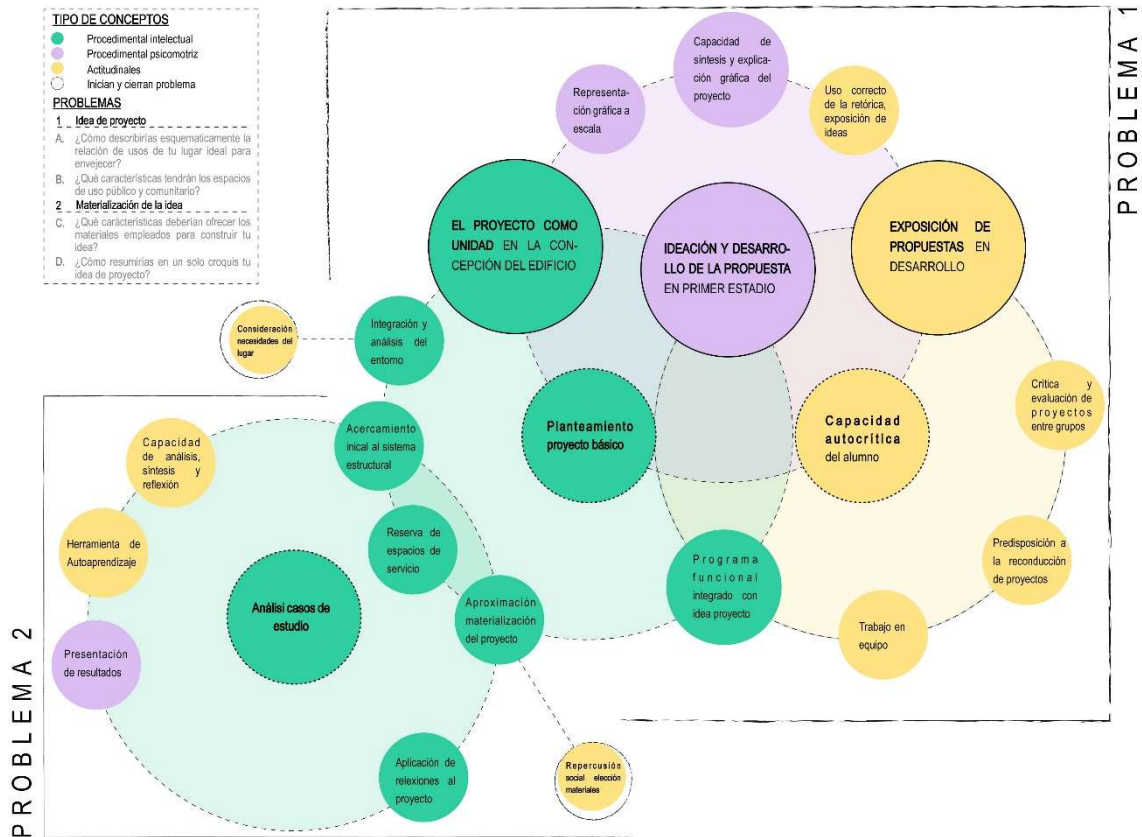 TIPO DE CONCEPTOS
Procedimental intelectual
Procedimental psicomotriz
Actitudinales
Inician y cierran problema
PROBLEMAS
1 Idea de proyecto
A. ¿Cómo describirías esquematicamente la
relación de usos de tu lugar ideal para
envejecer?
B. ¿Qué características tendrán los espacios
de uso público y comunitario?
2 Materialización de la idea
C. ¿Qué características deberían ofrecer los
materiales empleados para construir tu
idea?
D. ¿Cómo resumirias en un solo croquis tu
idea de proyecto?
PROBLEMA 1
Capacidad de
síntesis y explica-
ción gráfica del
proyecto
Representa-
ción gráfica a
escala
Uso correcto
de la retórica,
exposición de
ideas
EL PROYECTO COMO
UNIDAD EN LA CON-
CEPCIÓN DEL EDIFICIO
IDEACIÓN Y DESARRO-
LLO DE LA PROPUESTA
EN PRIMER ESTADIO
EXPOSICIÓN DE
PROPUESTAS EN
DESARROLLO
Consideración
necesidades del
lugar
Integración y
análisis del
entorno
Planteamiento
proyecto básico
Capacidad
autocrítica
del alumno
Critica y
evaluación de
proyectos
entre grupos
Acercamiento
inical al sistema
estructural
Capacidad
de análisis,
síntesis y
reflexión
Herramienta de
Autoaprendizaje
Reserva de
espacios de
servicio
Programa
funcional
integrado con
idea proyecto
Predisposición a
la reconducción
de proyectos
Análisi casos de
estudio
Aproximación
materialización
del proyecto
Trabajo en
equipo
Presentación
de resultados
PROBLEMA 2
Aplicación de
relexiones al
proyecto
Repercusión
social elección
materiales